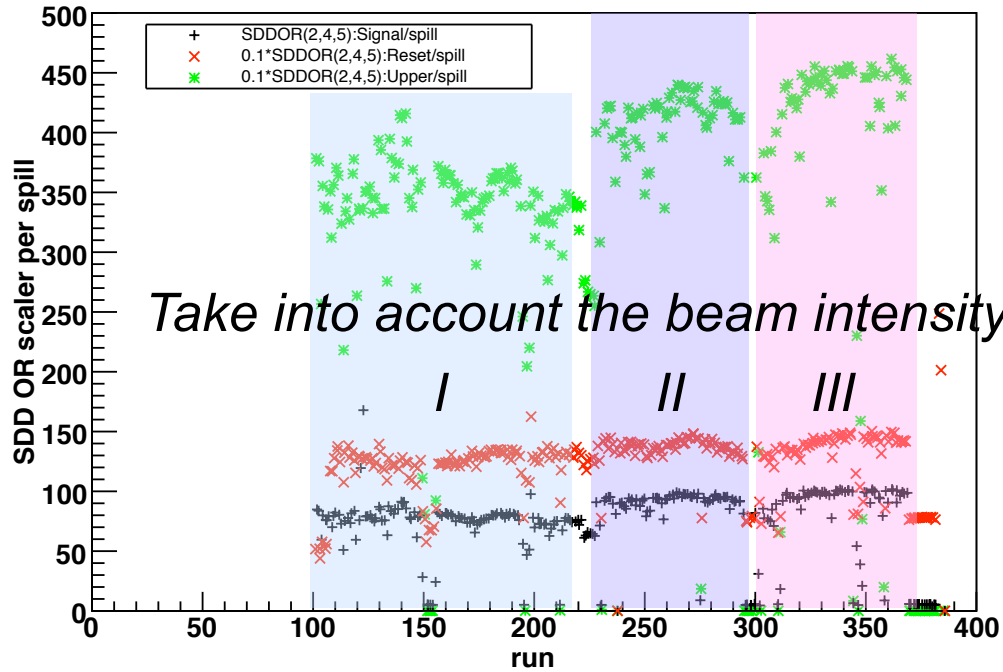 500
450
400
350
300
250
200
150
100
50
0
SDD OR scaler per spill
SDDOR(2,4,5):Signal/spill
0.1*SDDOR(2,4,5):Reset/spill
0.1*SDDOR(2,4,5):Upper/spill
Take into account the beam intensity
I II III
0 50 100 150 200 250 300 350 400
run